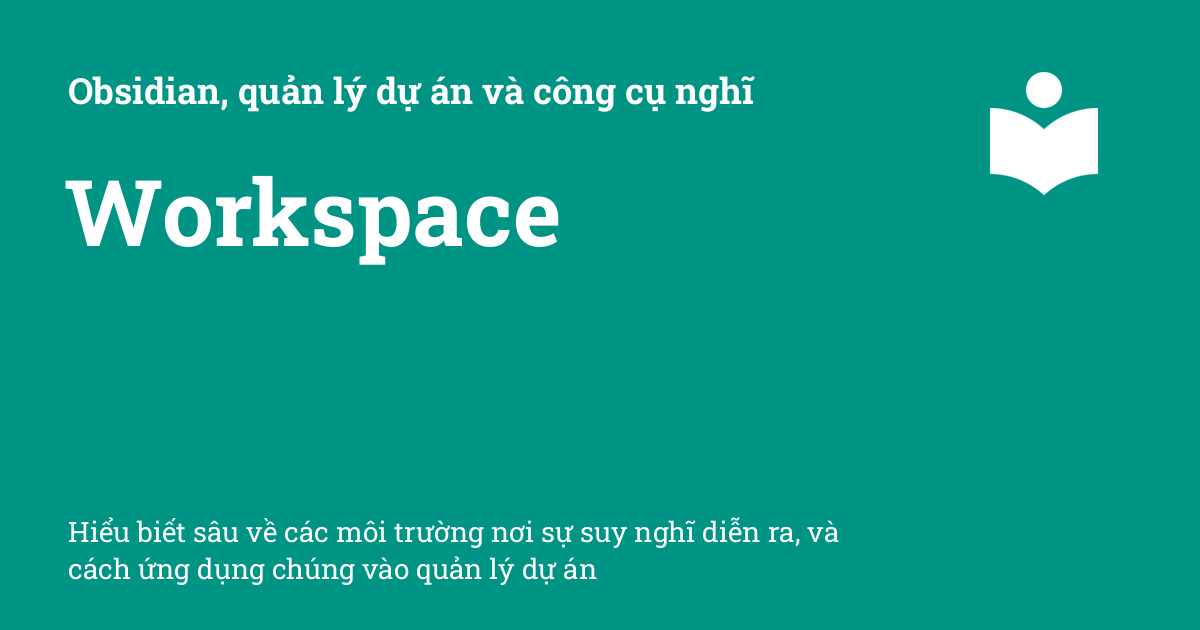 Obsidian, quản lý dự án và công cụ nghĩ
Workspace
Hiểu biết sâu về các môi trường nơi sự suy nghĩ diễn ra, và
cách ứng dụng chúng vào quản lý dự án